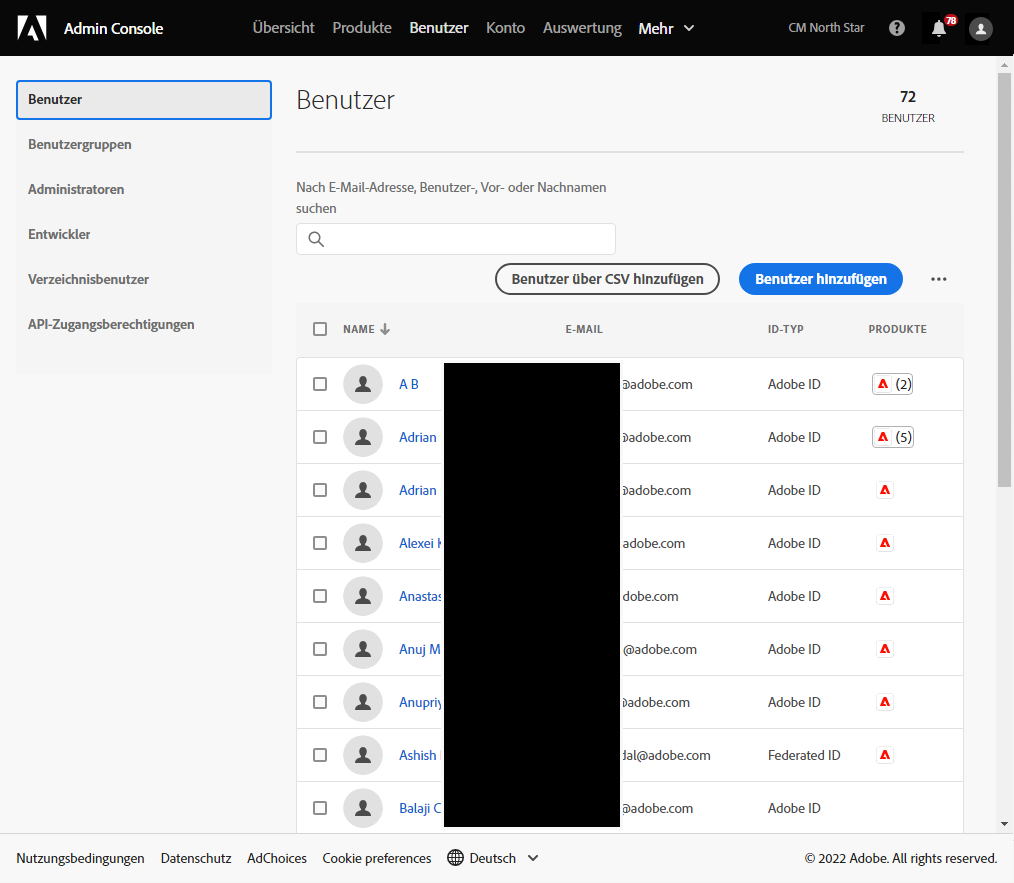 Admin Console Übersicht Produkte Benutzer Konto Auswertung Mehr CM North Star ? 78
Benutzer
Benutzergruppen
Administratoren
Entwickler
Verzeichnisbenutzer
API-Zugangsberechtigungen
Benutzer
72
BENUTZER
Nach E-Mail-Adresse, Benutzer-, Vor- oder Nachnamen
suchen
Benutzer über CSV hinzufügen Benutzer hinzufügen
NAME E-MAIL ID-TYP PRODUKTE
A B @adobe.com Adobe ID (2)
Adrian @adobe.com Adobe ID (5)
Adrian @adobe.com Adobe ID
Alexei adobe.com Adobe ID
Anastas dobe.com Adobe ID
Anuj M @adobe.com Adobe ID
Anupriy @adobe.com Adobe ID
Ashish dal@adobe.com Federated ID
Balaji C @adobe.com Adobe ID
Nutzungsbedingungen Datenschutz AdChoices Cookie preferences Deutsch © 2022 Adobe. All rights reserved.